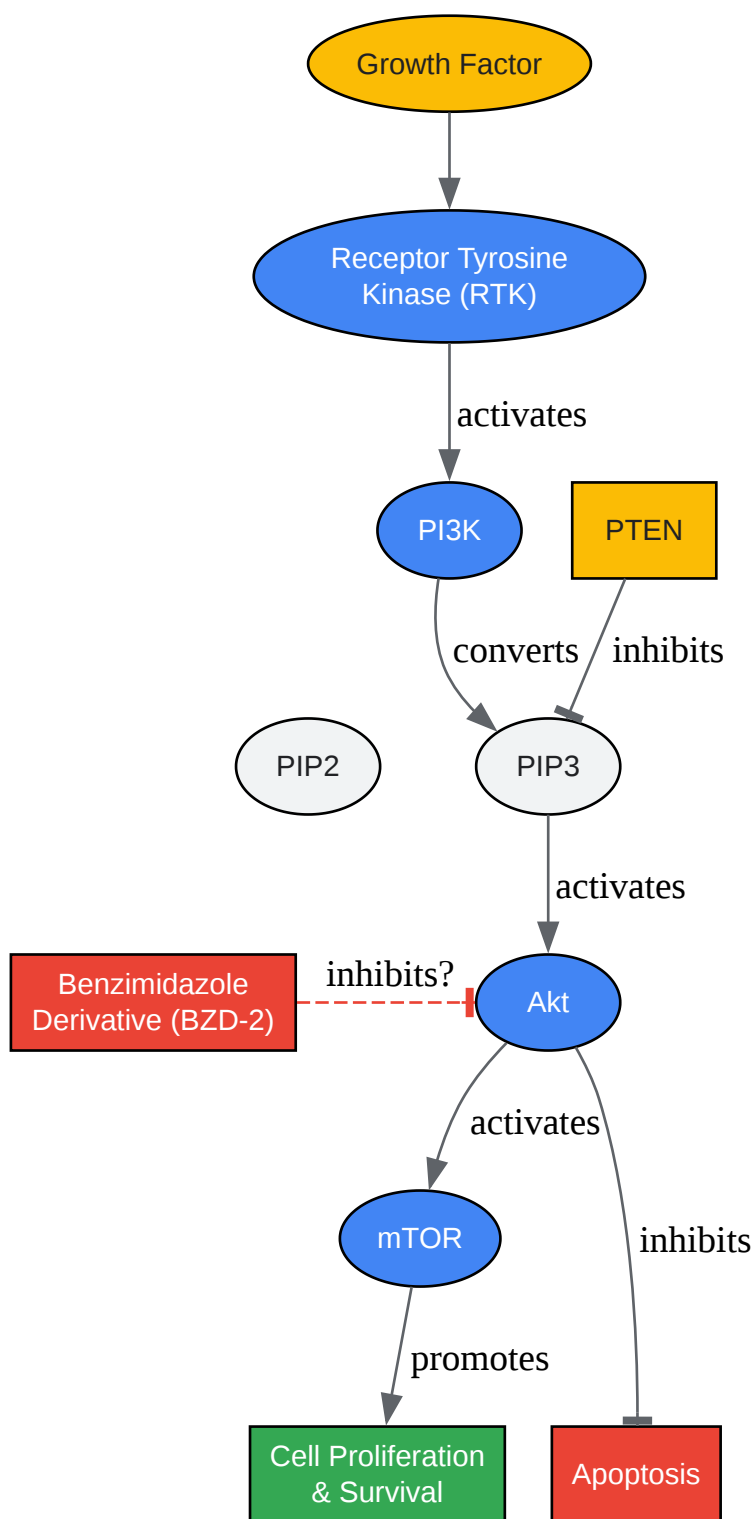 Growth Factor
Receptor Tyrosine
Kinase (RTK)
activates
PI3K
PTEN
converts
inhibits
PIP2
PIP3
activates
Benzimidazole
Derivative (BZD-2)
inhibits?
Akt
activates
mTOR
inhibits
promotes
Cell Proliferation
& Survival
Apoptosis